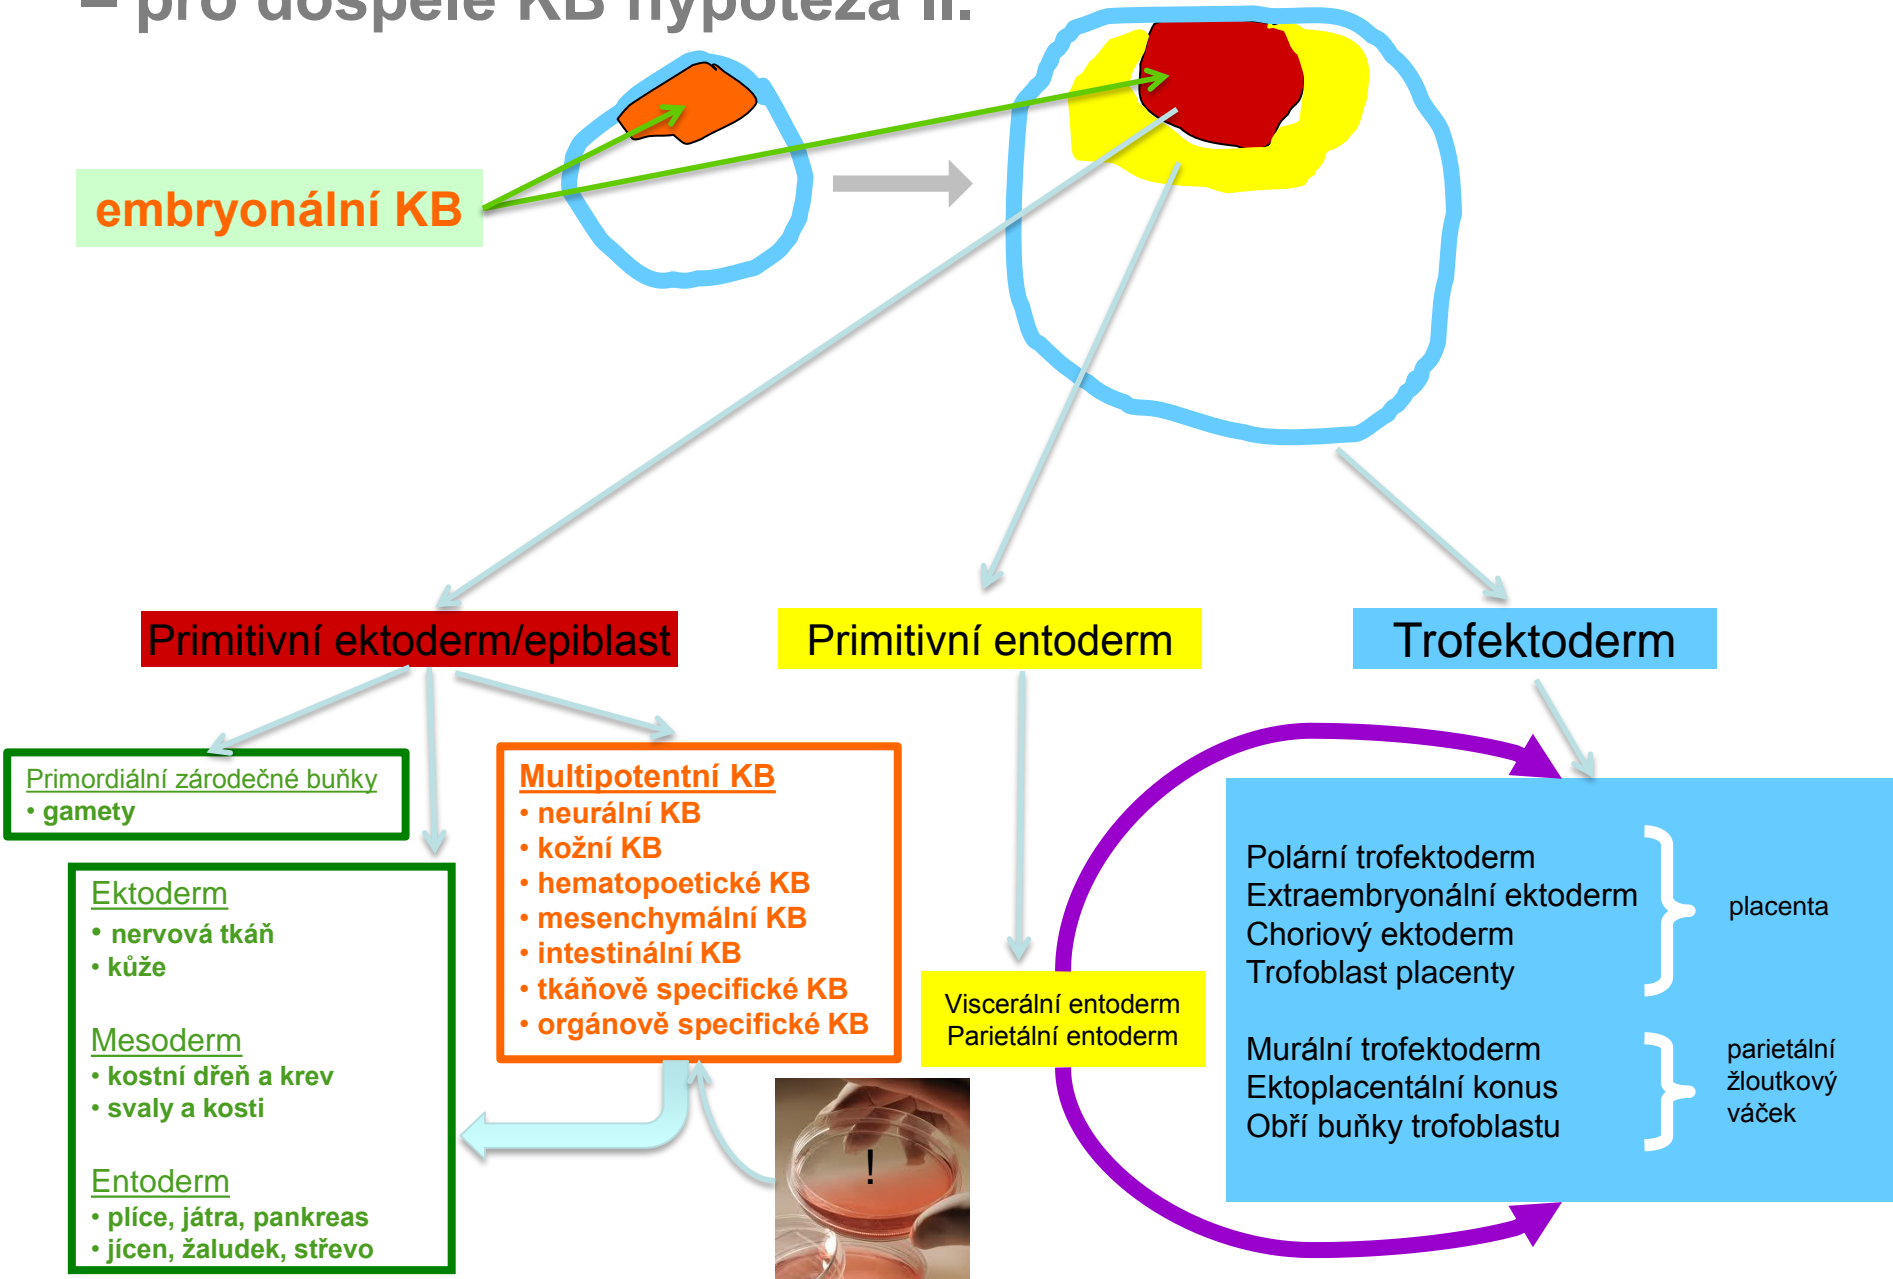 – pro dospělé KB hypotéza II.
embryonální KB
Primitivní ektoderm/epiblast
Primitivní entoderm
Trofektoderm
Primordiální zárodečné buňky
• gamety
Ektoderm
• nervová tkáň
• kůže
Mesoderm
• kostní dřeň a krev
• svaly a kosti
Entoderm
• plíce, játra, pankreas
• jícen, žaludek, střevo
Multipotentní KB
• neurální KB
• kožní KB
• hematopoetické KB
• mesenchymální KB
• intestinální KB
• tkáňově specifické KB
• orgánově specifické KB
!
Viscerální entoderm
Parietální entoderm
Polární trofektoderm
Extraembryonální ektoderm
Choriový ektoderm
Trofoblast placenty
placenta
Murální trofektoderm
Ektoplacentální konus
Obří buňky trofoblastu
parietální
žloutkový
váček